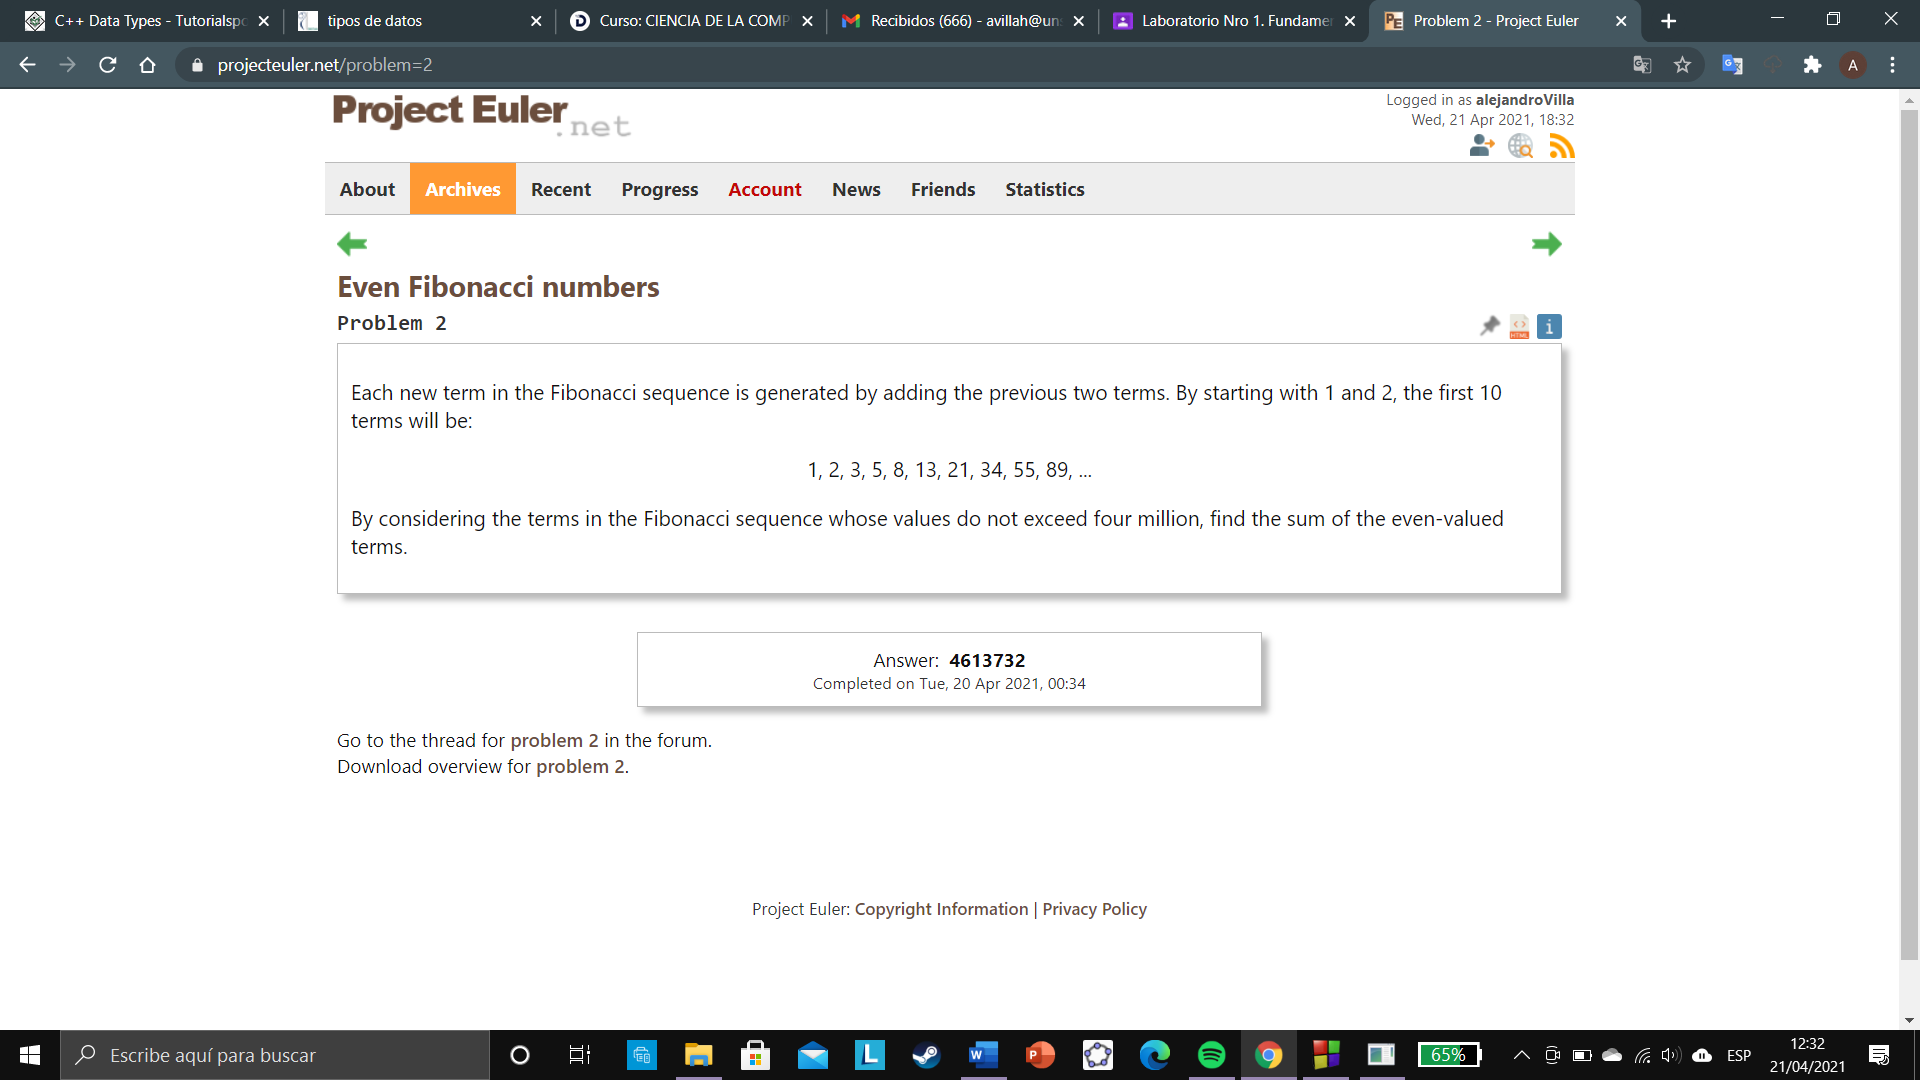 C++ Data Types - Tutorialspo
tipos de datos
Curso: CIENCIA DE LA COMP
Recibidos (666) - avillah@uns
Laboratorio Nro 1. Fundamen
Problem 2 - Project Euler
projecteuler.net/problem=2
A
Project Euler
.net
Logged in as alejandroVilla
Wed, 21 Apr 2021, 18:32
About Archives Recent Progress Account News Friends Statistics
Even Fibonacci numbers
Problem 2
Each new term in the Fibonacci sequence is generated by adding the previous two terms. By starting with 1 and 2, the first 10
terms will be:
1, 2, 3, 5, 8, 13, 21, 34, 55, 89, ...
By considering the terms in the Fibonacci sequence whose values do not exceed four million, find the sum of the even-valued
terms.
Answer: 4613732
Completed on Tue, 20 Apr 2021, 00:34
Go to the thread for problem 2 in the forum.
Download overview for problem 2.
Project Euler: Copyright Information | Privacy Policy
Escribe aquí para buscar
65%
ESP
12:32
21/04/2021